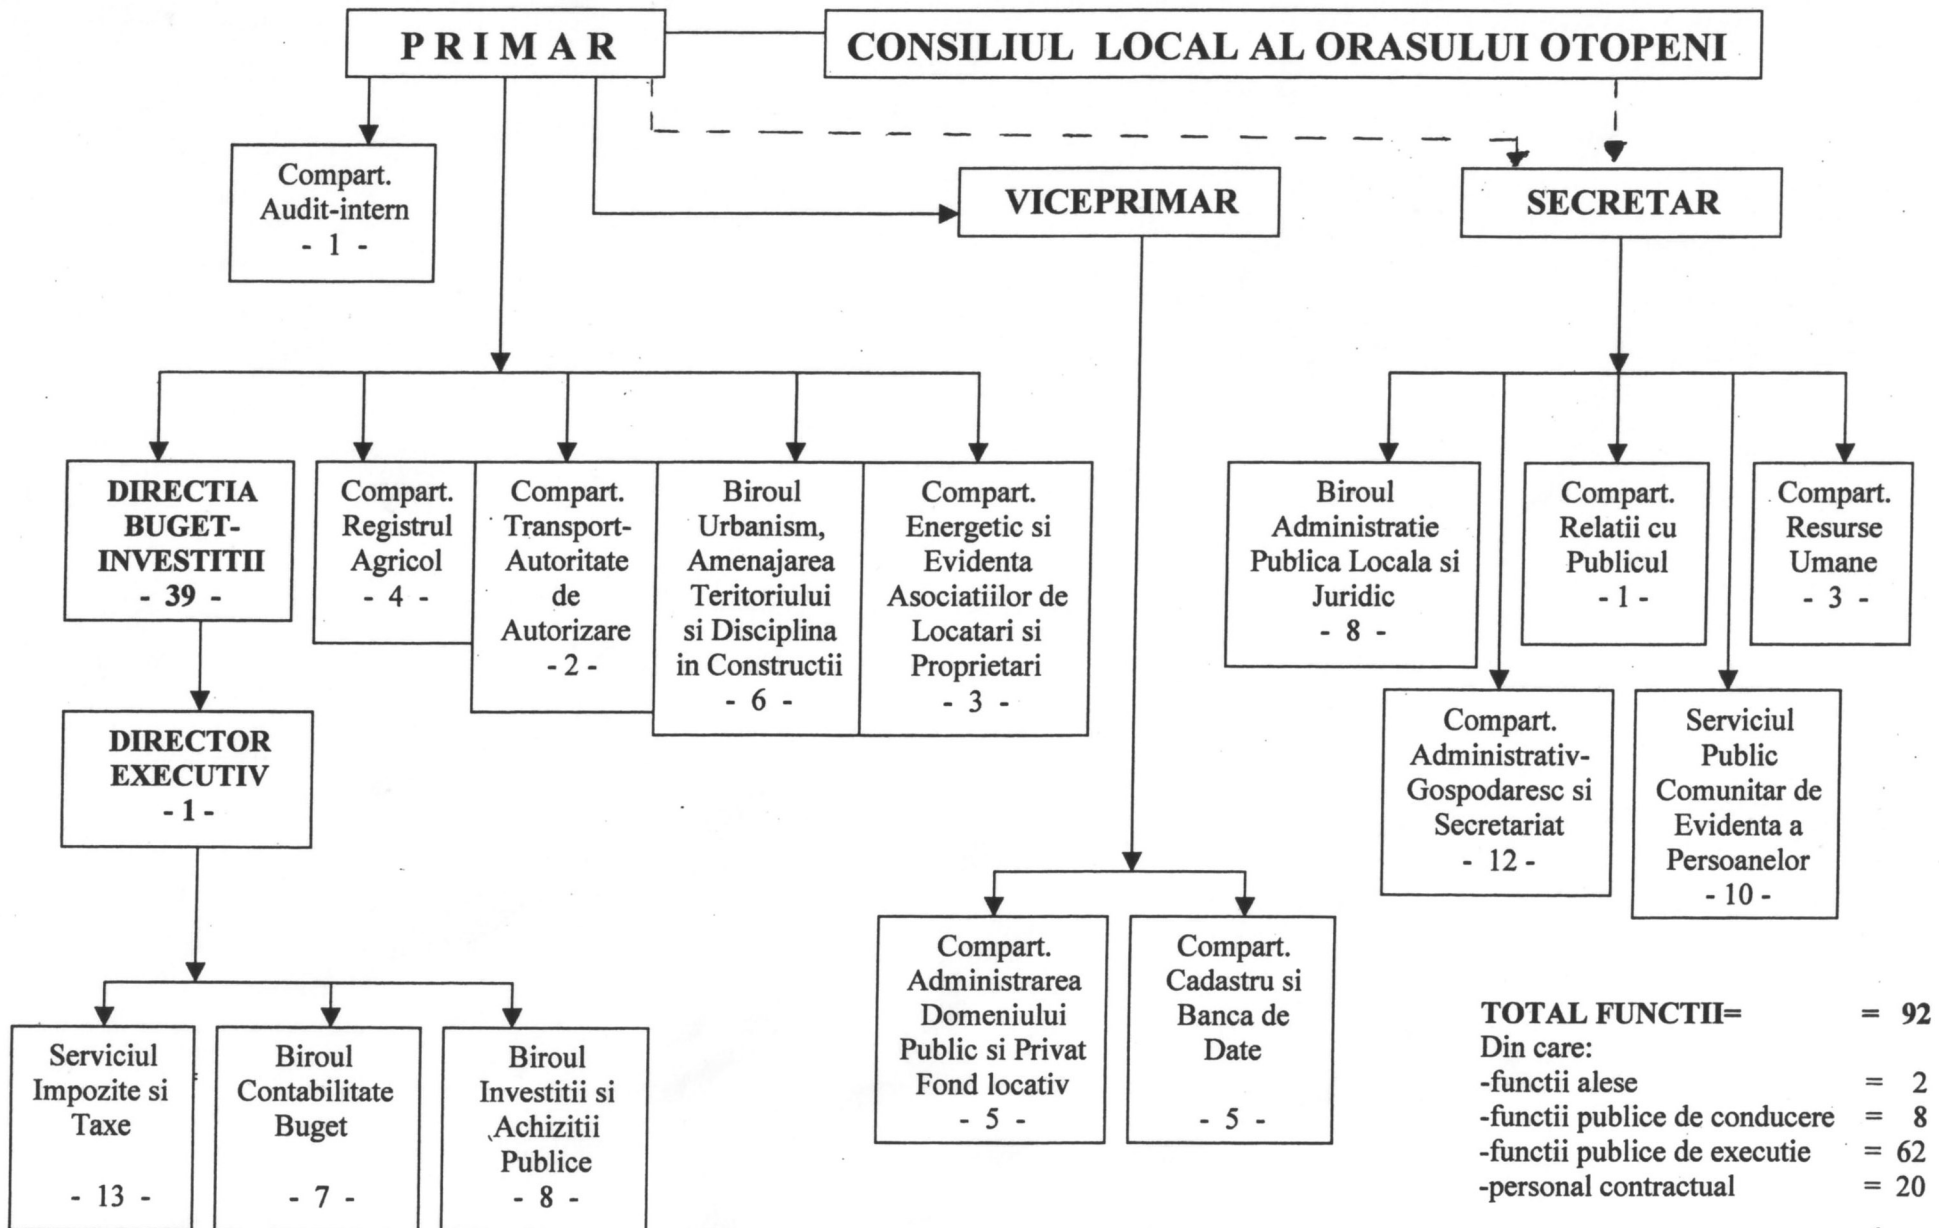 P R I M A R
CONSILIUL LOCAL AL ORASULUI OTOPENI
Compart.
Audit-intern
- 1 -
VICEPRIMAR
SECRETAR
DIRECTIA
BUGET-
INVESTITII
- 39 -
Compart.
Registrul
Agricol
- 4 -
Compart.
Transport-
Autoritate
de
Autorizare
- 2 -
Biroul
Urbanism,
Amenajarea
Teritoriului
si Disciplina
in Constructii
- 6 -
Compart.
Energetic si
Evidenta
Asociatiilor de
Locatari si
Proprietari
- 3 -
Biroul
Administratie
Publica Locala si
Juridic
- 8 -
Compart.
Relatii cu
Publicul
- 1 -
Compart.
Resurse
Umane
- 3 -
DIRECTOR
EXECUTIV
- 1 -
Compart.
Administrativ-
Gospodaresc si
Secretariat
- 12 -
Serviciul
Public
Comunitar de
Evidenta a
Persoanelor
- 10 -
Serviciul
Impozite si
Taxe
- 13 -
Biroul
Contabilitate
Buget
- 7 -
Biroul
Investitii si
Achizitii
Publice
- 8 -
Compart.
Administrarea
Domeniului
Public si Privat
Fond locativ
- 5 -
Compart.
Cadastru si
Banca de
Date
- 5 -
TOTAL FUNCTII= = 92
Din care:
-functii alese = 2
-functii publice de conducere = 8
-functii publice de executie = 62
-personal contractual = 20